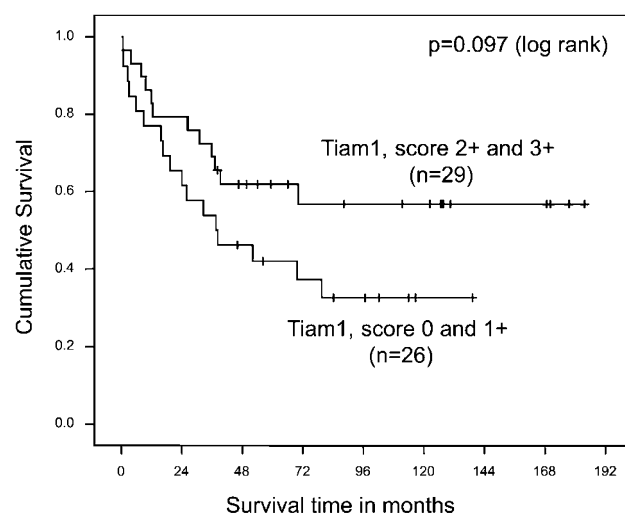 p=0.097 (log rank)
1.0
0.8
0.6
0.4
0.2
0.0
Cumulative Survival
Tiam1, score 2+ and 3+
(n=29)
Tiam1, score 0 and 1+
(n=26)
0 24 48 72 96 120 144 168 192
Survival time in months